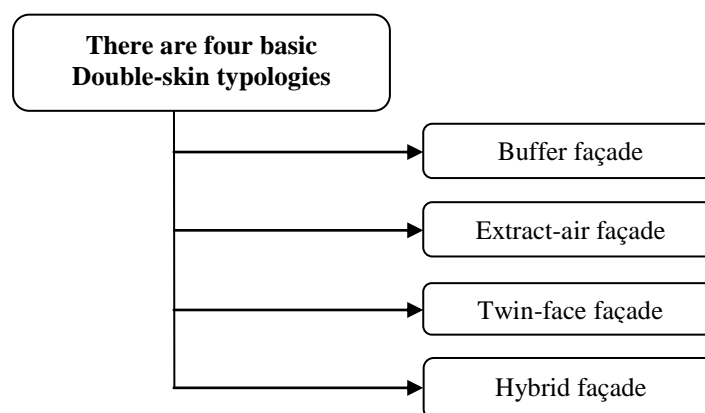 There are four basic
Double-skin typologies
Buffer façade
Extract-air façade
Twin-face façade
Hybrid façade